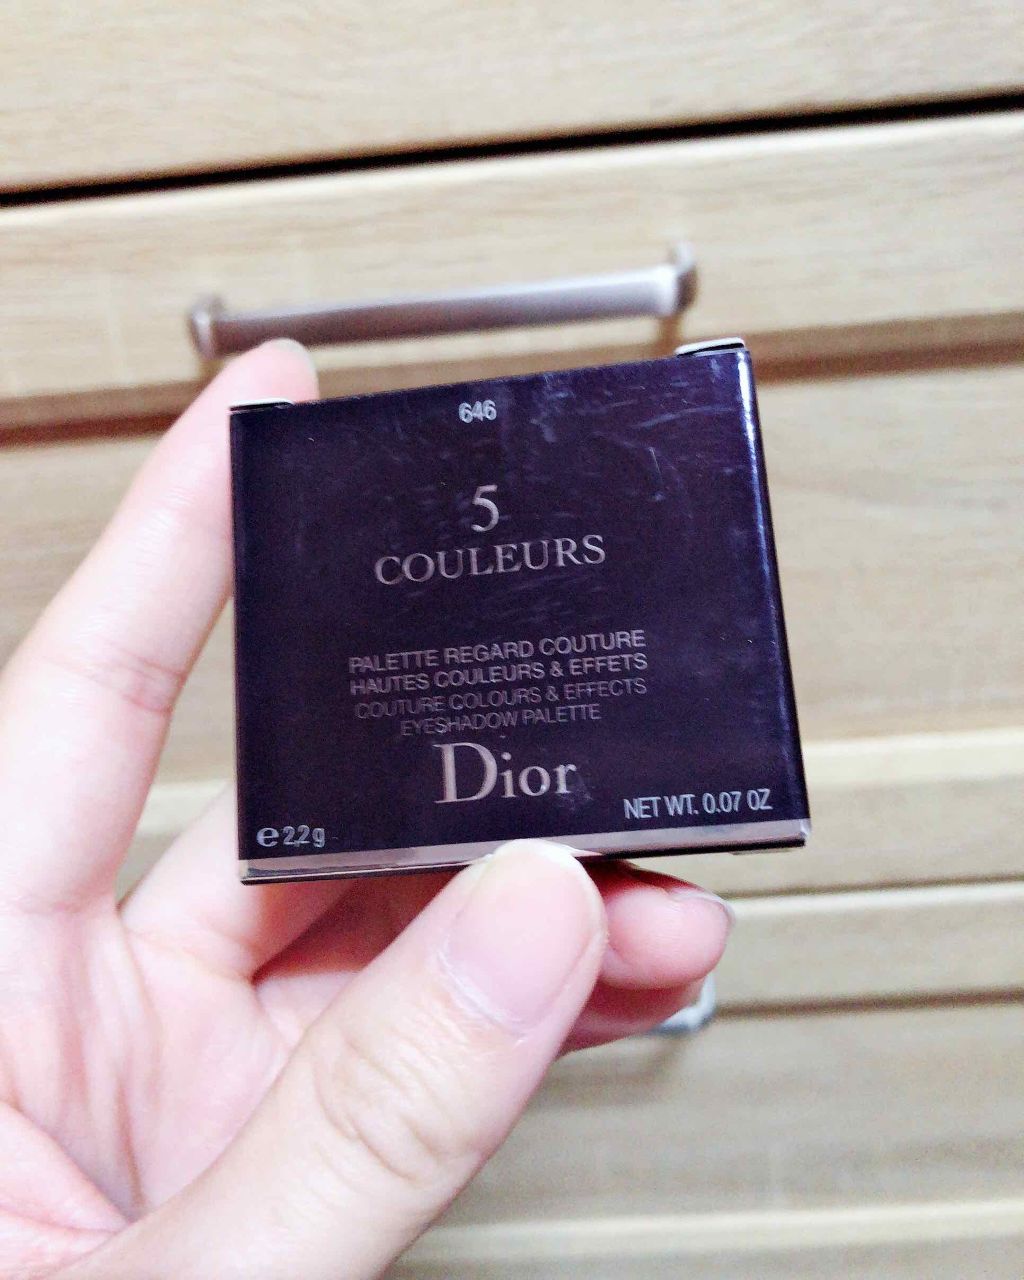 646
5
COULEURS
PALETTE REGARD COUTURE
HAUTES COULEURS & EFFETS
COUTURE COLOURS & EFFECTS
EYESHADOW PALETTE
Dior
℮ 2,2 g
NET WT. 0.07 OZ